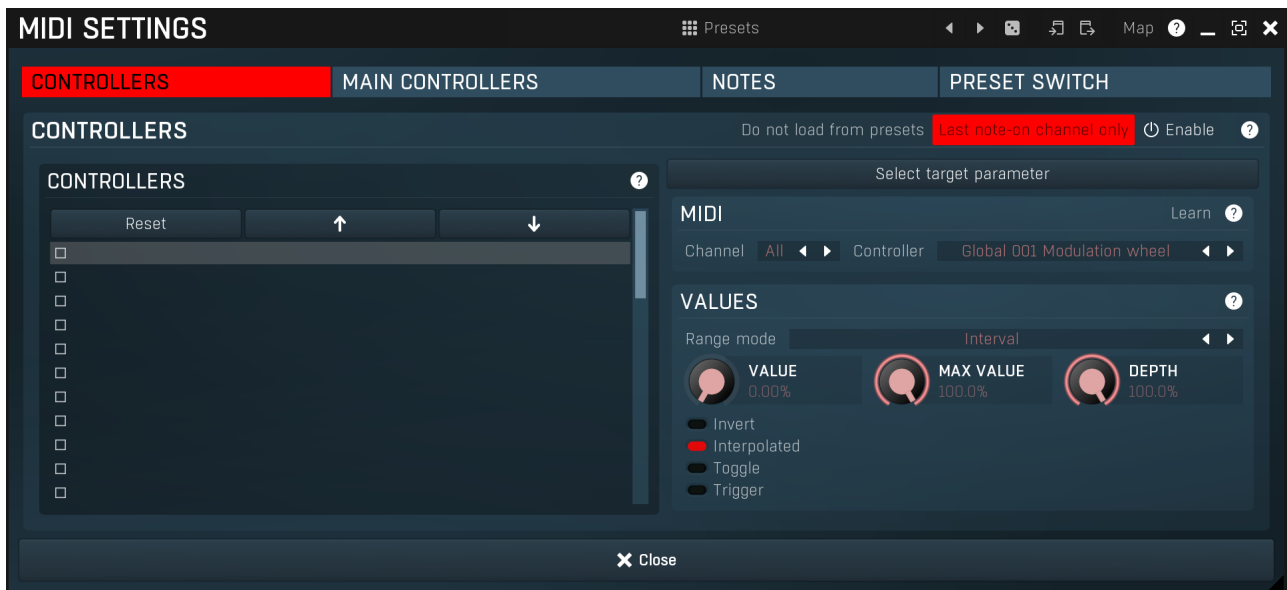 MIDI SETTINGS Presets Map ?
CONTROLLERS MAIN CONTROLLERS NOTES PRESET SWITCH
CONTROLLERS Do not load from presets Last note-on channel only Enable ?
CONTROLLERS ?
Reset
Select target parameter
MIDI Learn ?
Channel All Controller Global 001 Modulation wheel
VALUES ?
Range mode Interval
VALUE MAX VALUE DEPTH
0.00% 100.0% 100.0%
Invert
Interpolated
Toggle
Trigger
Close